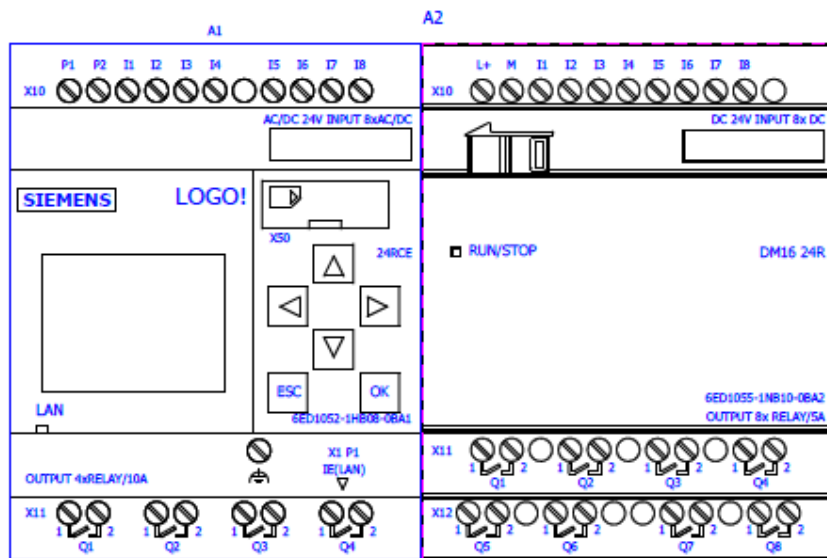 A1
A2
P1 P2 I1 I2 I3 I4 I5 I6 I7 I8
X10
AC/DC 24V INPUT 8xAC/DC
SIEMENS
LOGO!
X50
24RCE
ESC
OK
LAN
6ED1052-1HB08-0BA1
X1 P1
IE(LAN)
OUTPUT 4xRELAY/10A
X11
1 2 1 2 1 2 1 2
Q1 Q2 Q3 Q4
L+ M I1 I2 I3 I4 I5 I6 I7 I8
X10
DC 24V INPUT 8x DC
RUN/STOP
DM16 24R
6ED1055-1NB10-0BA2
OUTPUT 8x RELAY/5A
X11
1 2 1 2 1 2 1 2
Q1 Q2 Q3 Q4
X12
1 2 1 2 1 2 1 2
Q5 Q6 Q7 Q8